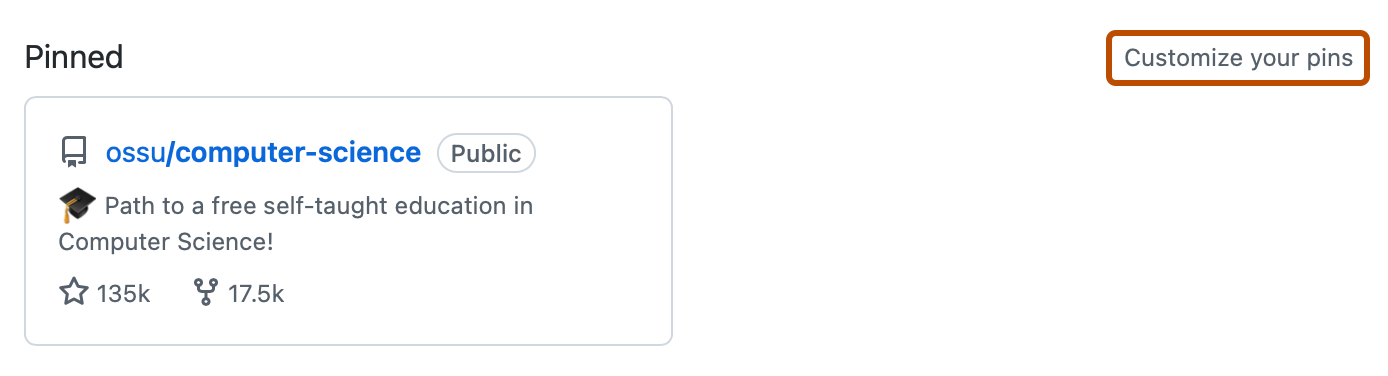 Pinned
Customize your pins
ossu/computer-science Public
🎓 Path to a free self-taught education in
Computer Science!
135k 17.5k